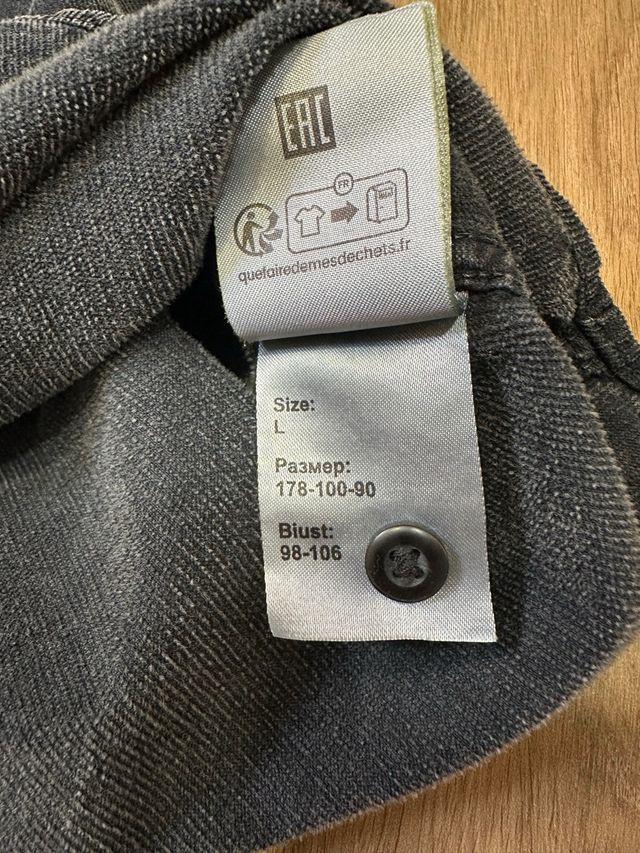 EAC
FR
quefairedemesdechets.fr
Size:
L
Размер:
178-100-90
Biust:
98-106